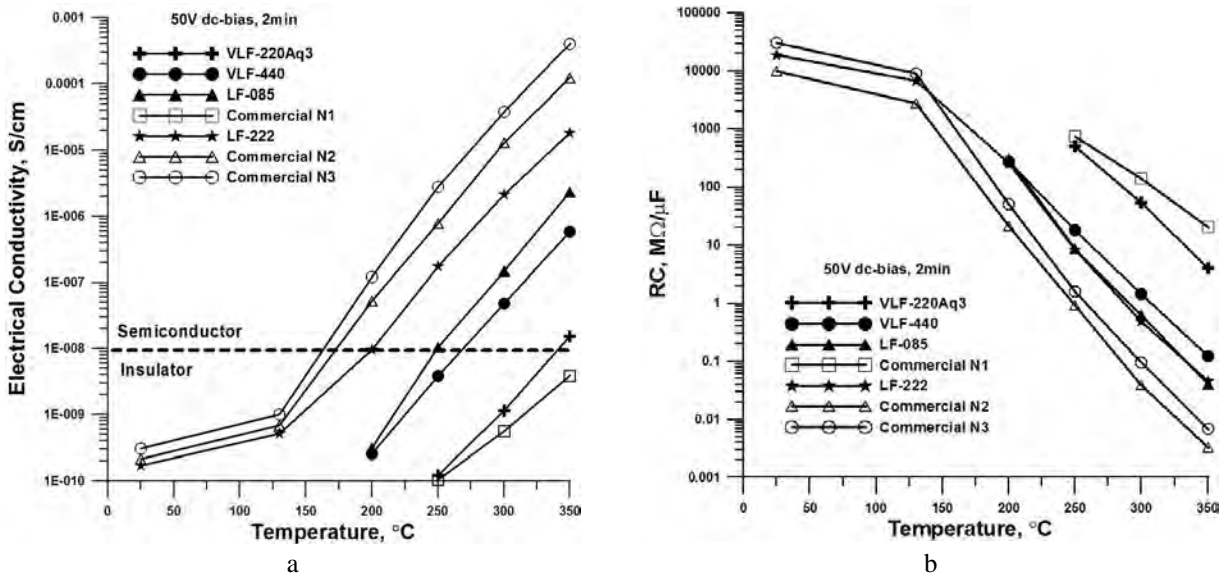 50V dc-bias, 2min
VLF-220Aq3
VLF-440
LF-085
Commercial N1
LF-222
Commercial N2
Commercial N3
Semiconductor
Insulator
Electrical Conductivity, S/cm
0.001
0.0001
1E-005
1E-006
1E-007
1E-008
1E-009
1E-010
0 50 100 150 200 250 300 350
Temperature, °C
a
RC, MΩ/µF
100000
10000
1000
100
10
1
0.1
0.01
0.001
50V dc-bias, 2min
VLF-220Aq3
VLF-440
LF-085
Commercial N1
LF-222
Commercial N2
Commercial N3
0 50 100 150 200 250 300 350
Temperature, °C
b